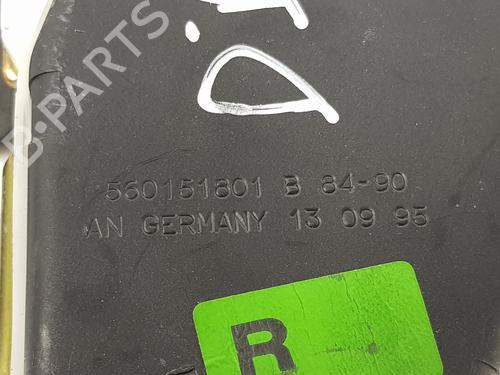 B-PARTS
D.
560151801 B 84-90
AN GERMANY 13 09 95
R